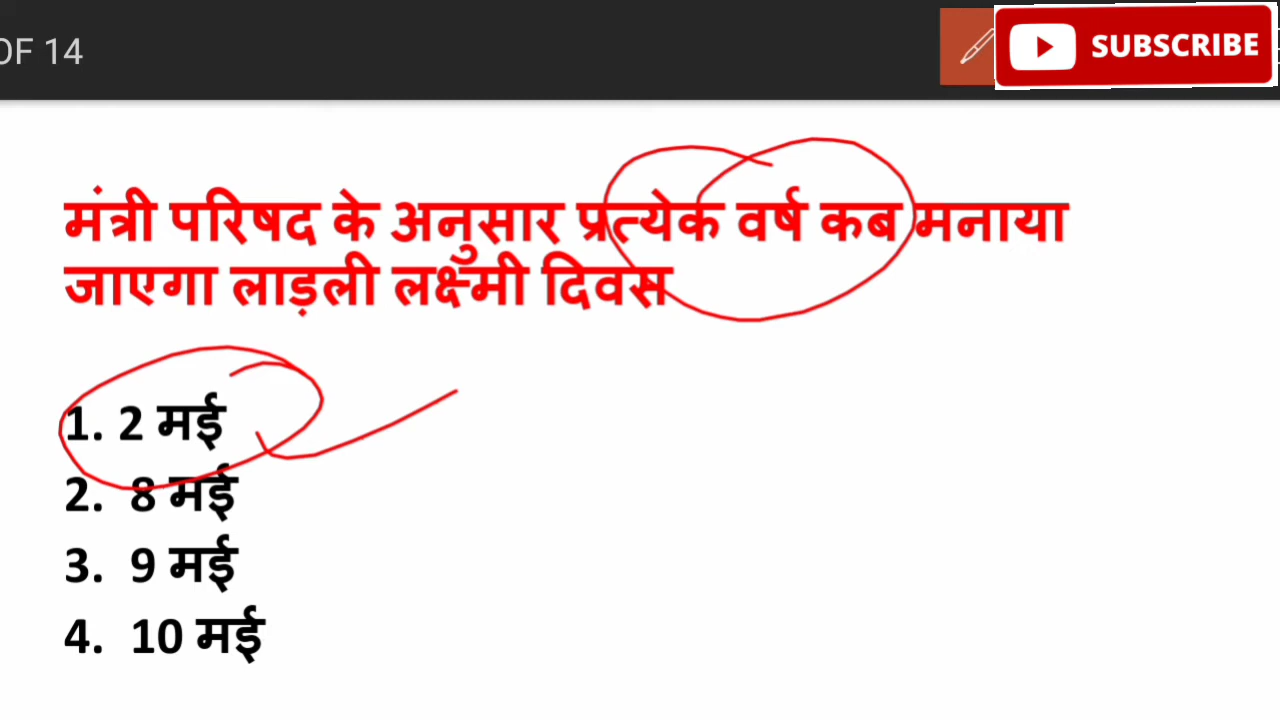 OF 14
SUBSCRIBE
मंत्री परिषद के अनुसार प्रत्येक वर्ष कब मनाया
जाएगा लाड़ली लक्ष्मी दिवस
1. 2 मई
2. 8 मई
3. 9 मई
4. 10 मई